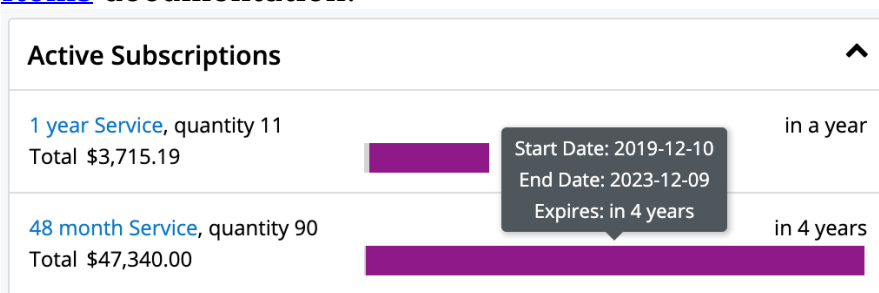 items documentation.
Active Subscriptions
1 year Service, quantity 11
in a year
Total $3,715.19
Start Date: 2019-12-10
End Date: 2023-12-09
Expires: in 4 years
48 month Service, quantity 90
in 4 years
Total $47,340.00